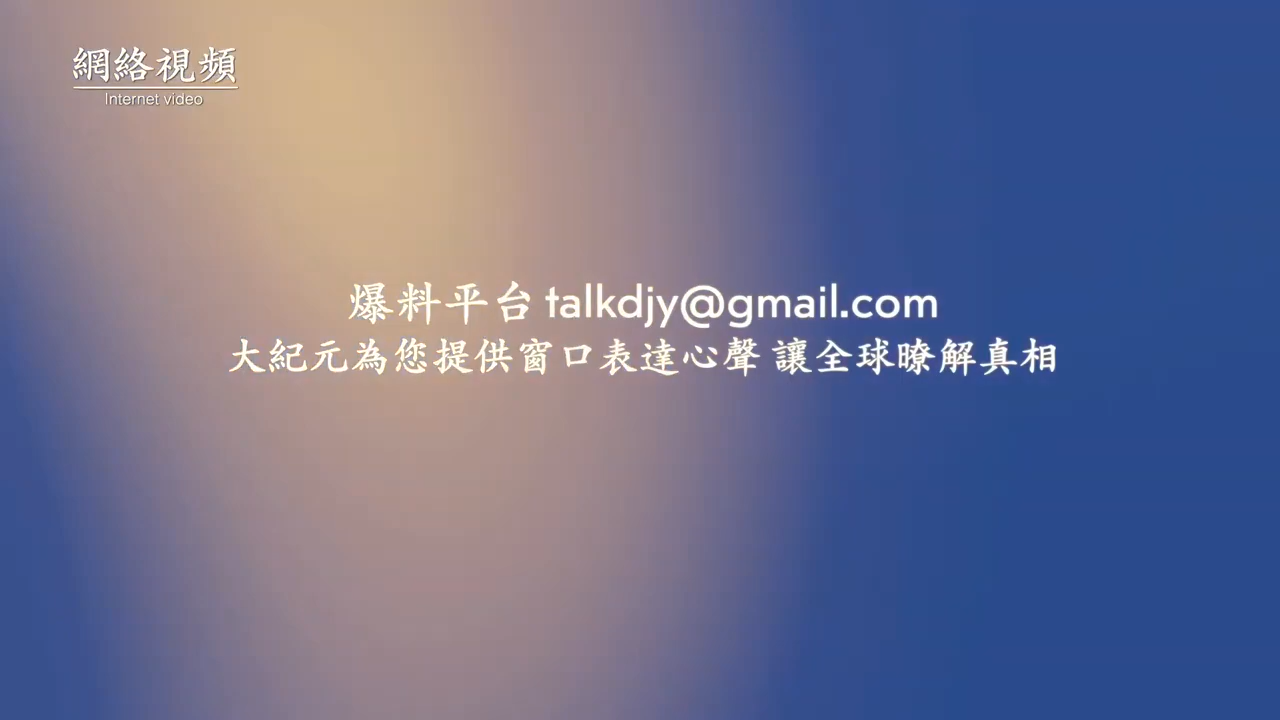 網絡視頻
Internet video
爆料平台 talkdjy@gmail.com
大紀元為您提供窗口表達心聲 讓全球暸解真相